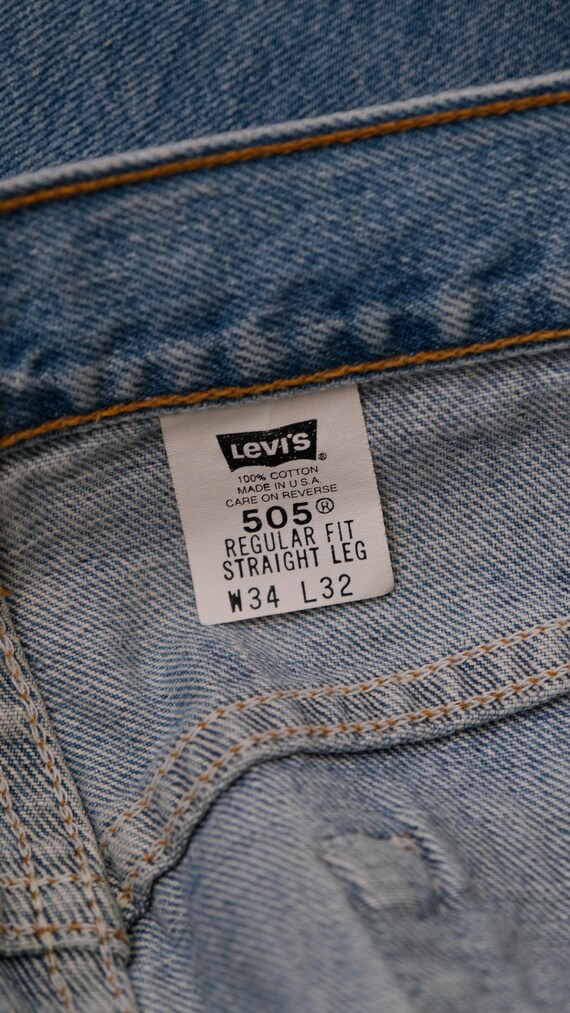 Levi's®
100% COTTON
MADE IN U.S.A.
CARE ON REVERSE
505®
REGULAR FIT
STRAIGHT LEG
W34 L32